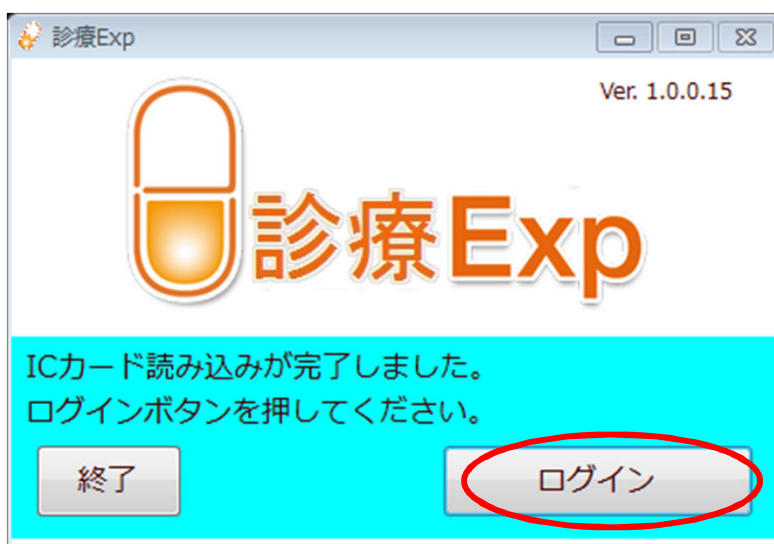 診療Exp
Ver. 1.0.0.15
診療Exp
ICカード読み込みが完了しました。
ログインボタンを押してください。
終了
ログイン